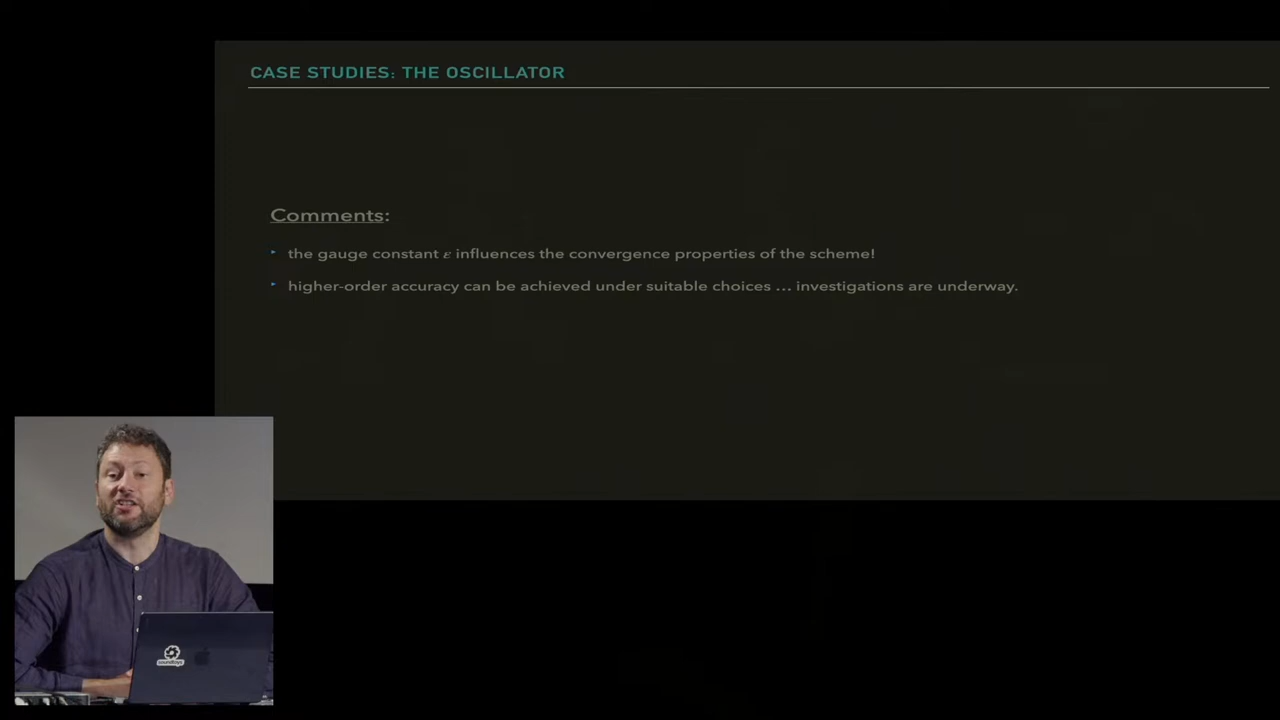 CASE STUDIES: THE OSCILLATOR
Comments:
‣ the gauge constant ε influences the convergence properties of the scheme!
‣ higher-order accuracy can be achieved under suitable choices … investigations are underway.
soundtoys